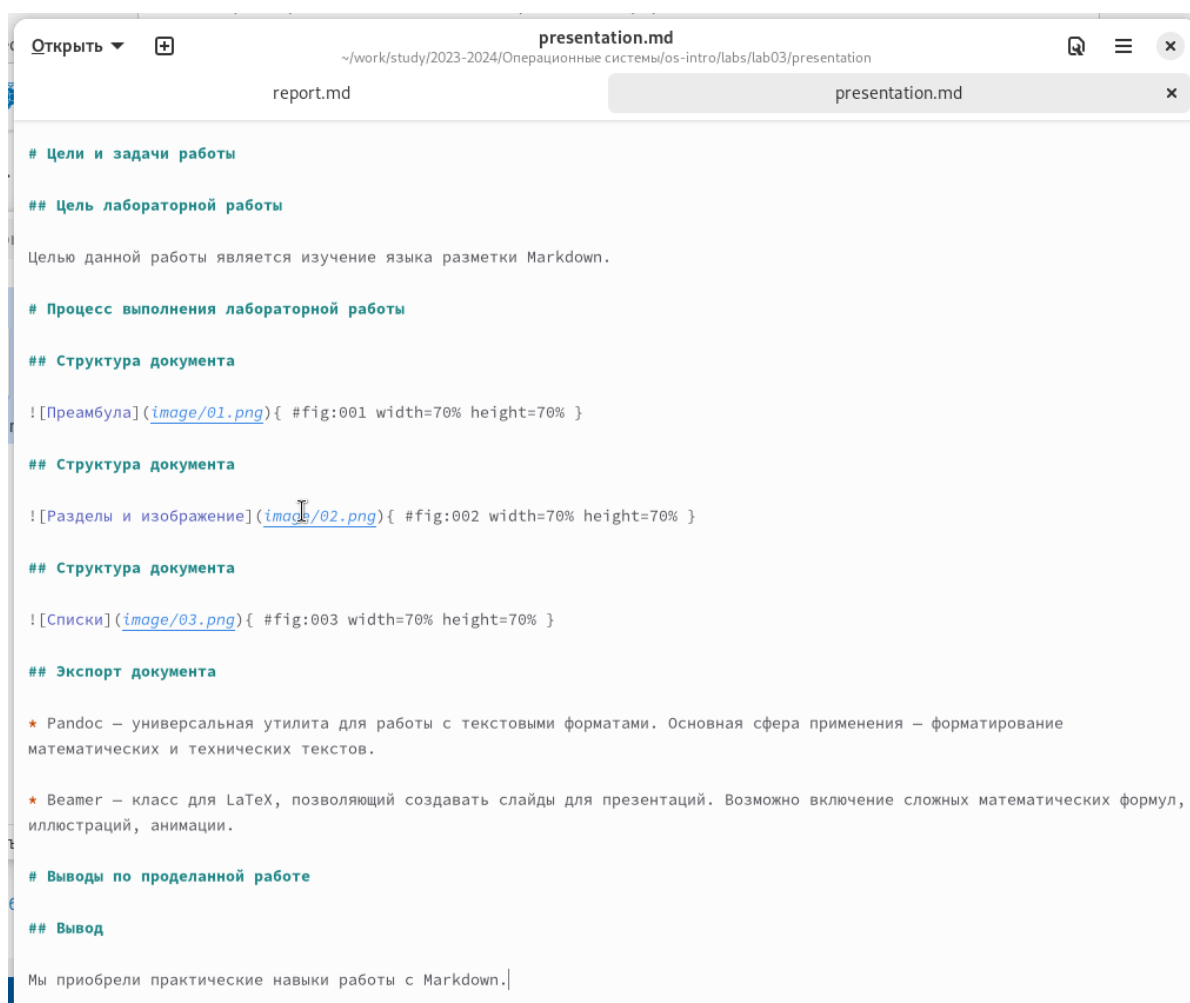 Открыть
presentation.md
~/work/study/2023-2024/Операционные системы/os-intro/labs/lab03/presentation
report.md
presentation.md
# Цели и задачи работы
## Цель лабораторной работы
Целью данной работы является изучение языка разметки Markdown.
# Процесс выполнения лабораторной работы
## Структура документа
![Преамбула](image/01.png){ #fig:001 width=70% height=70% }
## Структура документа
![Разделы и изображение](image/02.png){ #fig:002 width=70% height=70% }
## Структура документа
![Списки](image/03.png){ #fig:003 width=70% height=70% }
## Экспорт документа
* Pandoc — универсальная утилита для работы с текстовыми форматами. Основная сфера применения — форматирование
математических и технических текстов.
* Beamer — класс для LaTeX, позволяющий создавать слайды для презентаций. Возможно включение сложных математических формул,
иллюстраций, анимации.
# Выводы по проделанной работе
## Вывод
Мы приобрели практические навыки работы с Markdown.